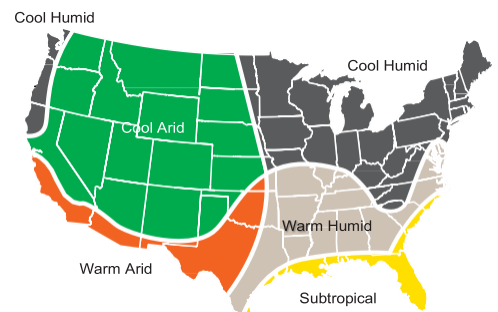 Cool Humid
Cool Humid
Cool Arid
Warm Humid
Warm Arid
Subtropical